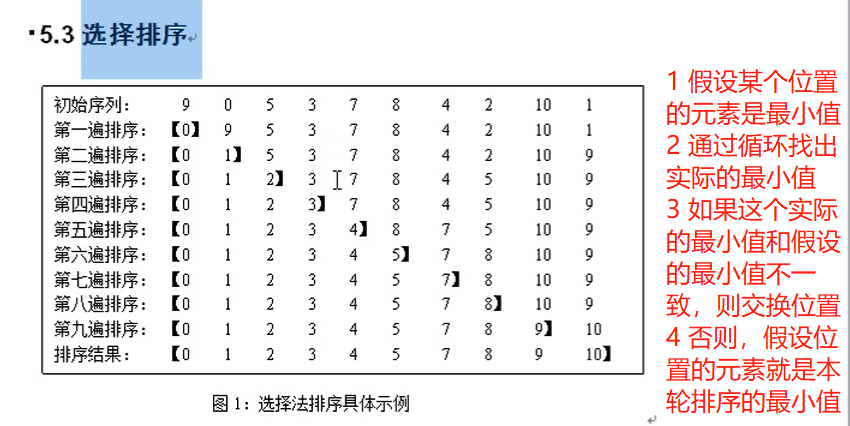 ▪5.3 选择排序
初始序列： 9 0 5 3 7 8 4 2 10 1
第一遍排序：【0】 9 5 3 7 8 4 2 10 1
第二遍排序：【0 1】 5 3 7 8 4 2 10 9
第三遍排序：【0 1 2】 3 7 8 4 5 10 9
第四遍排序：【0 1 2 3】 7 8 4 5 10 9
第五遍排序：【0 1 2 3 4】 8 7 5 10 9
第六遍排序：【0 1 2 3 4 5】 7 8 10 9
第七遍排序：【0 1 2 3 4 5 7】 8 10 9
第八遍排序：【0 1 2 3 4 5 7 8】 10 9
第九遍排序：【0 1 2 3 4 5 7 8 9】 10
排序结果：【0 1 2 3 4 5 7 8 9 10】
图 1：选择法排序具体示例
1 假设某个位置
的元素是最小值
2 通过循环找出
实际的最小值
3 如果这个实际
的最小值和假设
的最小值不一
致，则交换位置
4 否则，假设位
置的元素就是本
轮排序的最小值